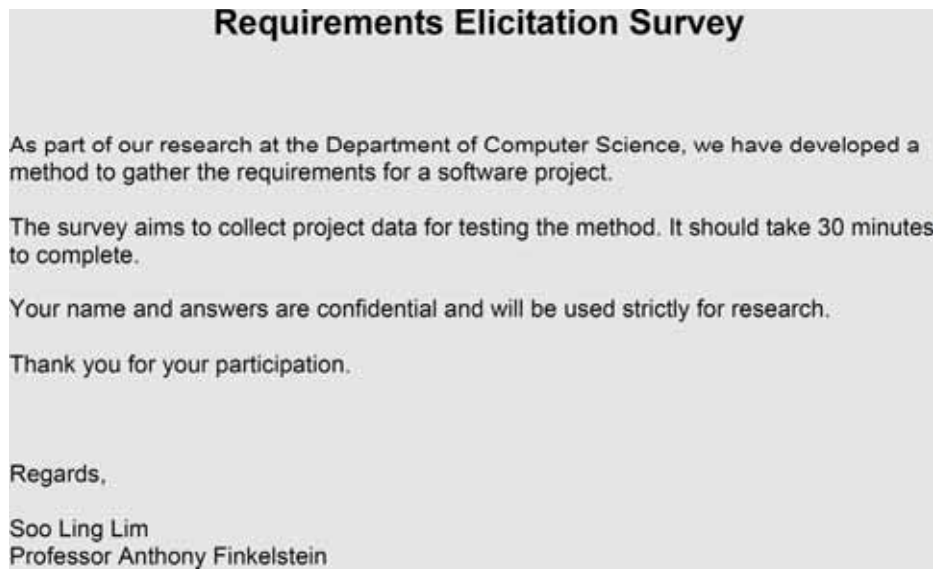 Requirements Elicitation Survey
As part of our research at the Department of Computer Science, we have developed a
method to gather the requirements for a software project.
The survey aims to collect project data for testing the method. It should take 30 minutes
to complete.
Your name and answers are confidential and will be used strictly for research.
Thank you for your participation.
Regards,
Soo Ling Lim
Professor Anthony Finkelstein